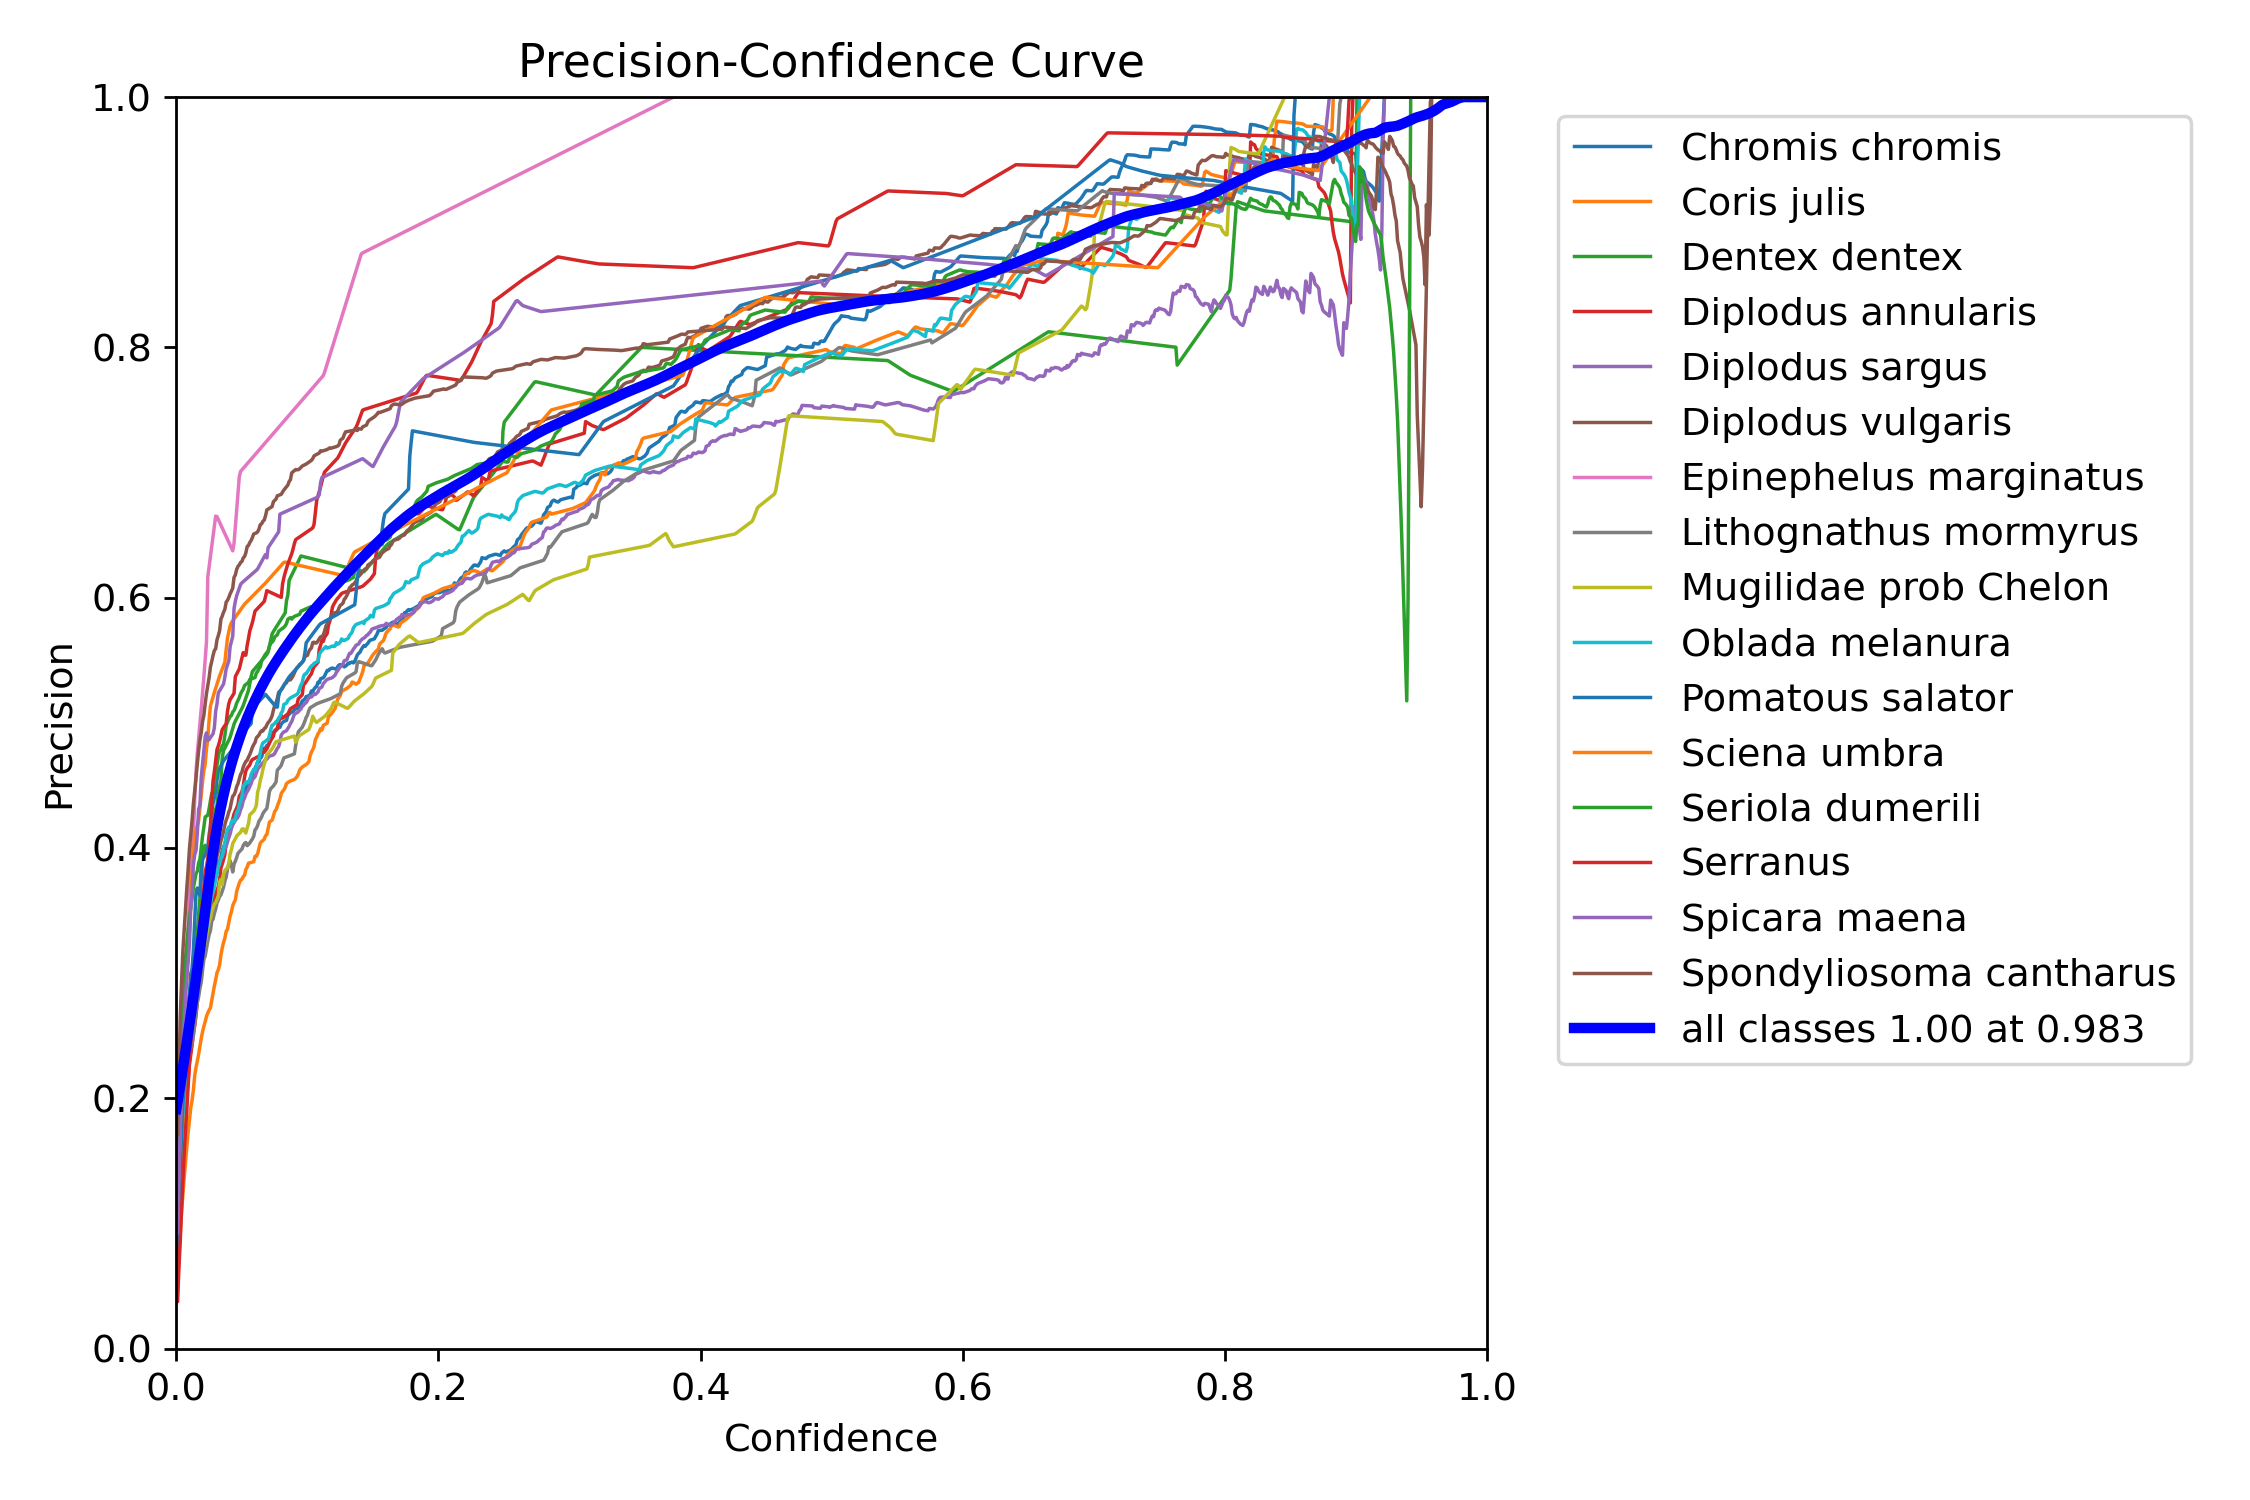 Precision-Confidence Curve
1.0
0.8
0.6
0.4
0.2
0.0
Precision
0.0 0.2 0.4 0.6 0.8 1.0
Confidence
Chromis chromis
Coris julis
Dentex dentex
Diplodus annularis
Diplodus sargus
Diplodus vulgaris
Epinephelus marginatus
Lithognathus mormyrus
Mugilidae prob Chelon
Oblada melanura
Pomatous salator
Sciena umbra
Seriola dumerili
Serranus
Spicara maena
Spondyliosoma cantharus
all classes 1.00 at 0.983